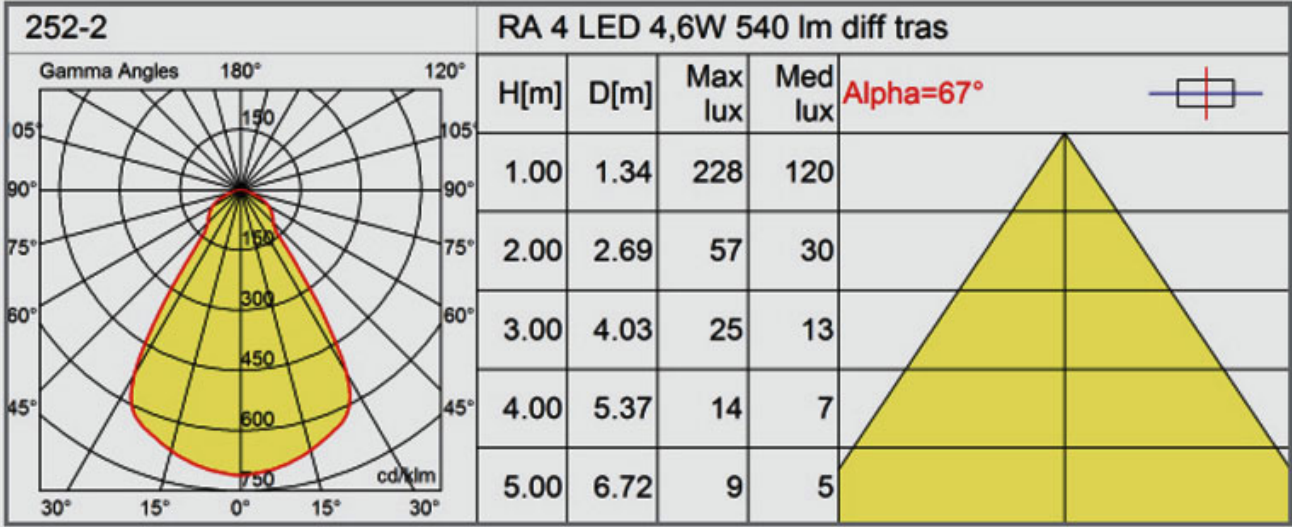 252-2
RA 4 LED 4,6W 540 lm diff tras
Gamma Angles 180° 120°
05° 105°
90° 90°
75° 75°
60° 60°
45° 45°
30° 15° 0° 15° 30°
150
150
300
450
600
750
cd/klm
H[m] D[m] Max lux Med lux
1.00 1.34 228 120
2.00 2.69 57 30
3.00 4.03 25 13
4.00 5.37 14 7
5.00 6.72 9 5
Alpha=67°